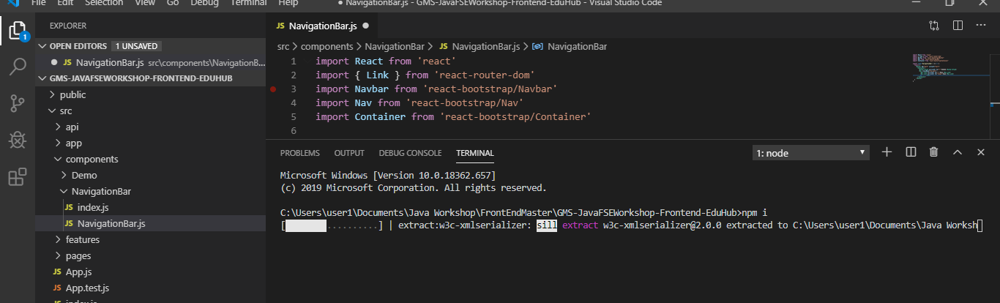 File Edit Selection View Go Debug Terminal Help
● NavigationBar.js - GMS-JavaFSEWorkshop-Frontend-EduHub - Visual Studio Code
1
EXPLORER
OPEN EDITORS 1 UNSAVED
● JS NavigationBar.js src\components\NavigationB...
GMS-JAVAFSEWORKSHOP-FRONTEND-EDUHUB
> public
src
> api
> app
components
> Demo
NavigationBar
JS index.js
JS NavigationBar.js
> features
> pages
JS App.js
JS App.test.js
JS index.js
JS NavigationBar.js ●
src > components > NavigationBar > JS NavigationBar.js > NavigationBar
1 import React from 'react'
2 import { Link } from 'react-router-dom'
3 import Navbar from 'react-bootstrap/Navbar'
4 import Nav from 'react-bootstrap/Nav'
5 import Container from 'react-bootstrap/Container'
6
PROBLEMS OUTPUT DEBUG CONSOLE TERMINAL 1: node
Microsoft Windows [Version 10.0.18362.657]
(c) 2019 Microsoft Corporation. All rights reserved.
C:\Users\user1\Documents\Java Workshop\FrontEndMaster\GMS-JavaFSEWorkshop-Frontend-EduHub>npm i
[ ..........] | extract:w3c-xmlserializer: sill extract w3c-xmlserializer@2.0.0 extracted to C:\Users\user1\Documents\Java Worksh